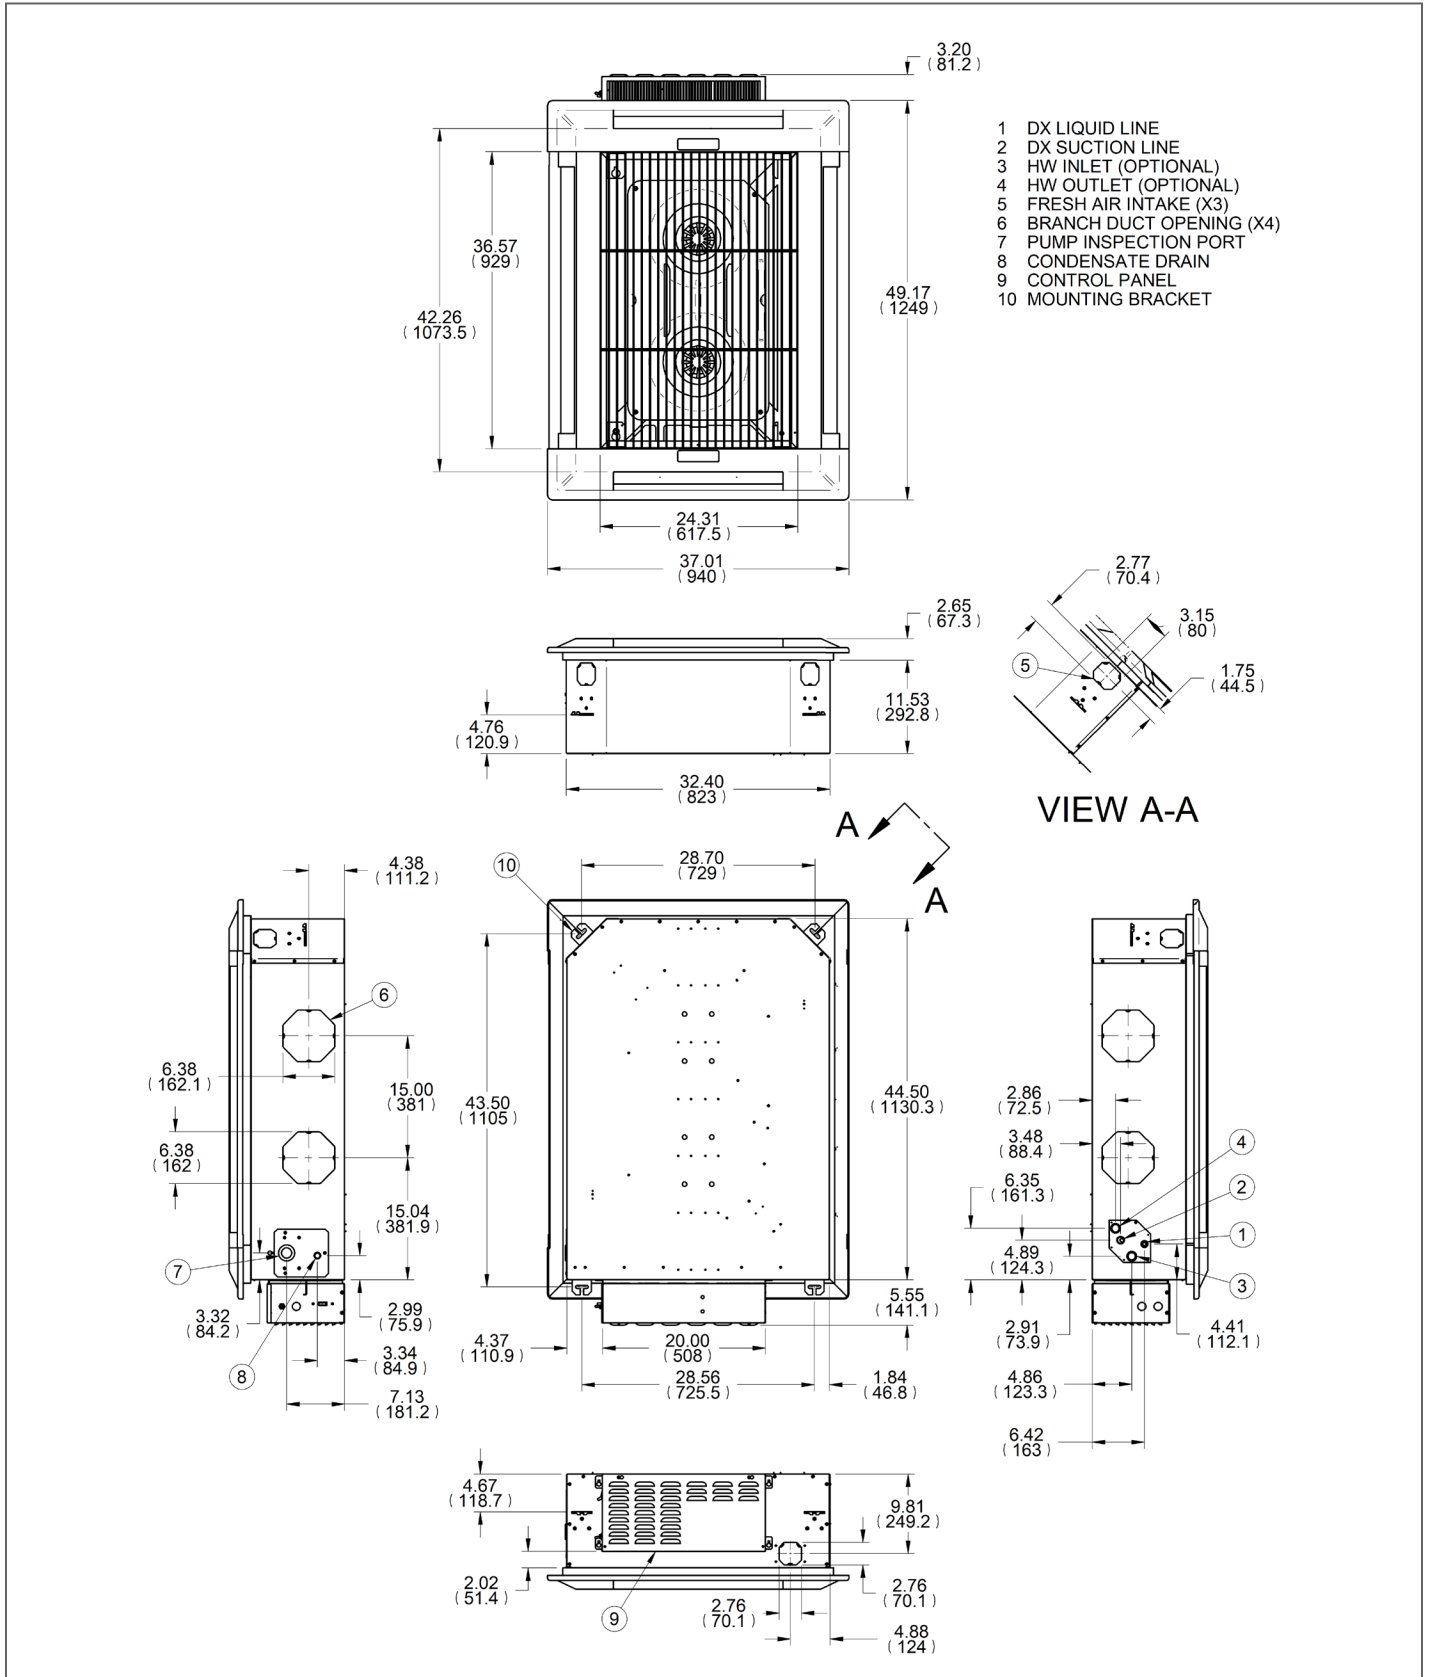 3.20
( 81.2 )
1 DX LIQUID LINE
2 DX SUCTION LINE
3 HW INLET (OPTIONAL)
4 HW OUTLET (OPTIONAL)
5 FRESH AIR INTAKE (X3)
6 BRANCH DUCT OPENING (X4)
7 PUMP INSPECTION PORT
8 CONDENSATE DRAIN
9 CONTROL PANEL
10 MOUNTING BRACKET
36.57
( 929 )
49.17
( 1249 )
42.26
( 1073.5 )
24.31
( 617.5 )
37.01
( 940 )
2.65
( 67.3 )
11.53
( 292.8 )
4.76
( 120.9 )
32.40
( 823 )
2.77
( 70.4 )
3.15
( 80 )
5
1.75
( 44.5 )
VIEW A-A
A
A
10
28.70
( 729 )
4.38
( 111.2 )
6
6.38
( 162.1 )
15.00
( 381 )
6.38
( 162 )
15.04
( 381.9 )
7
3.32
( 84.2 )
2.99
( 75.9 )
8
3.34
( 84.9 )
7.13
( 181.2 )
43.50
( 1105 )
44.50
( 1130.3 )
5.55
( 141.1 )
4.37
( 110.9 )
20.00
( 508 )
28.56
( 725.5 )
1.84
( 46.8 )
2.86
( 72.5 )
3.48
( 88.4 )
4
6.35
( 161.3 )
2
1
4.89
( 124.3 )
3
2.91
( 73.9 )
4.41
( 112.1 )
4.86
( 123.3 )
6.42
( 163 )
4.67
( 118.7 )
9.81
( 249.2 )
2.02
( 51.4 )
9
2.76
( 70.1 )
2.76
( 70.1 )
4.88
( 124 )